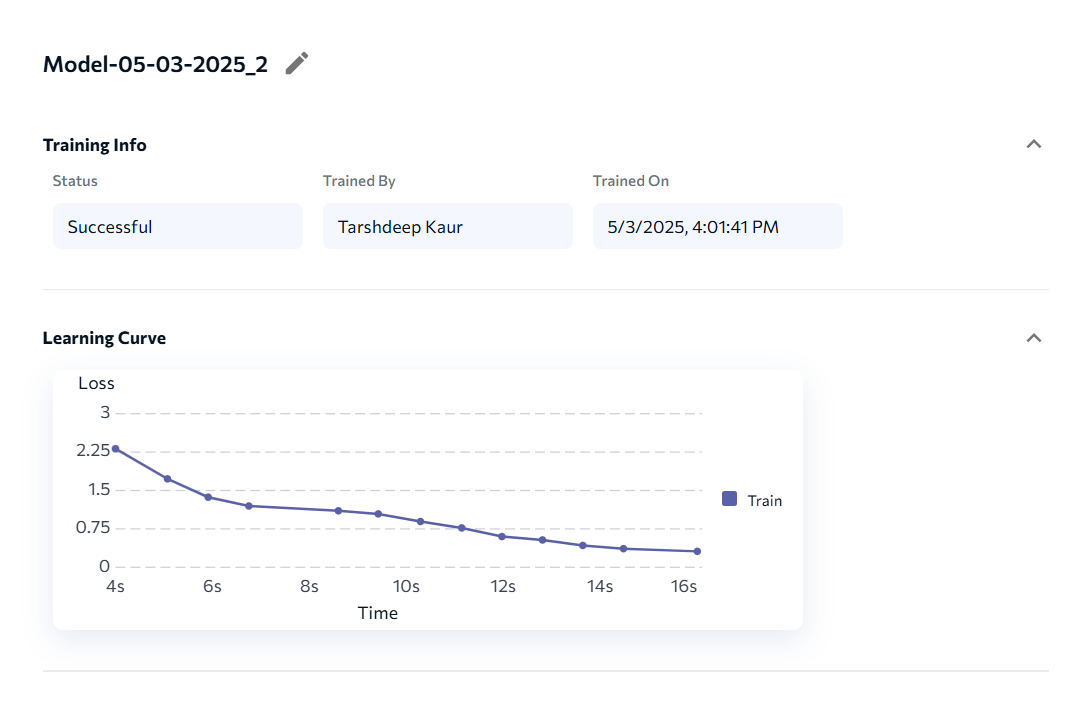 Model-05-03-2025_2
Training Info
Status
Trained By
Trained On
Successful
Tarshdeep Kaur
5/3/2025, 4:01:41 PM
Learning Curve
Loss
3
2.25
1.5
0.75
0
4s 6s 8s 10s 12s 14s 16s
Time
Train